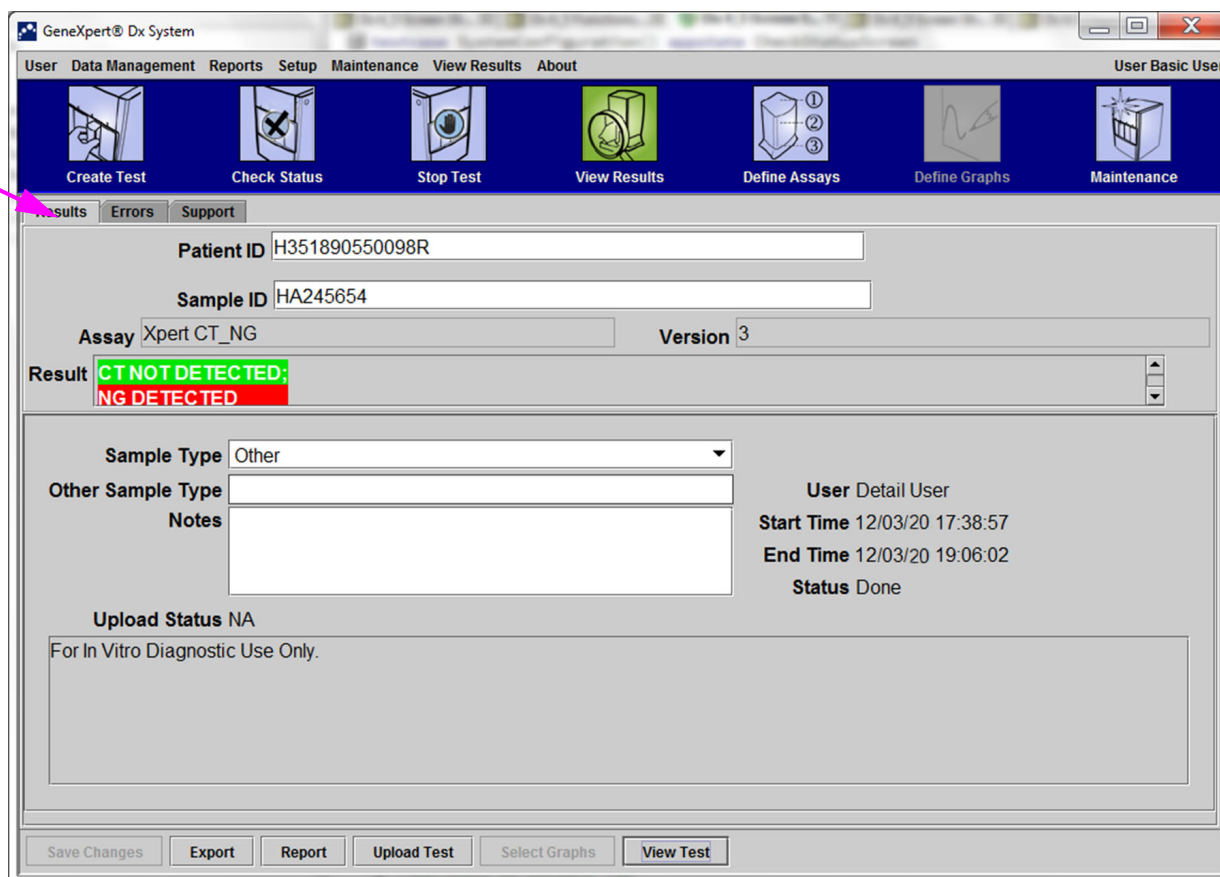 GeneXpert® Dx System
User Data Management Reports Setup Maintenance View Results About User Basic User
① ② ③
Create Test Check Status Stop Test View Results Define Assays Define Graphs Maintenance
Results Errors Support
Patient ID H351890550098R
Sample ID HA245654
Assay Xpert CT_NG Version 3
Result CT NOT DETECTED;
NG DETECTED
Sample Type Other
Other Sample Type User Detail User
Notes Start Time 12/03/20 17:38:57
End Time 12/03/20 19:06:02
Status Done
Upload Status NA
For In Vitro Diagnostic Use Only.
Save Changes Export Report Upload Test Select Graphs View Test